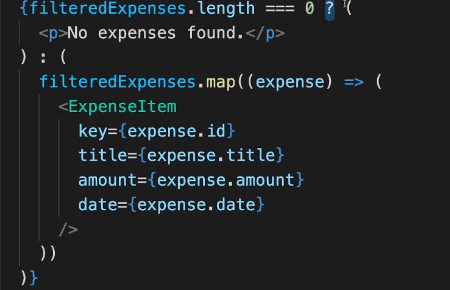 {filteredExpenses.length === 0 ? (
<p>No expenses found.</p>
) : (
filteredExpenses.map((expense) => (
<ExpenseItem
key={expense.id}
title={expense.title}
amount={expense.amount}
date={expense.date}
/>
))
)}